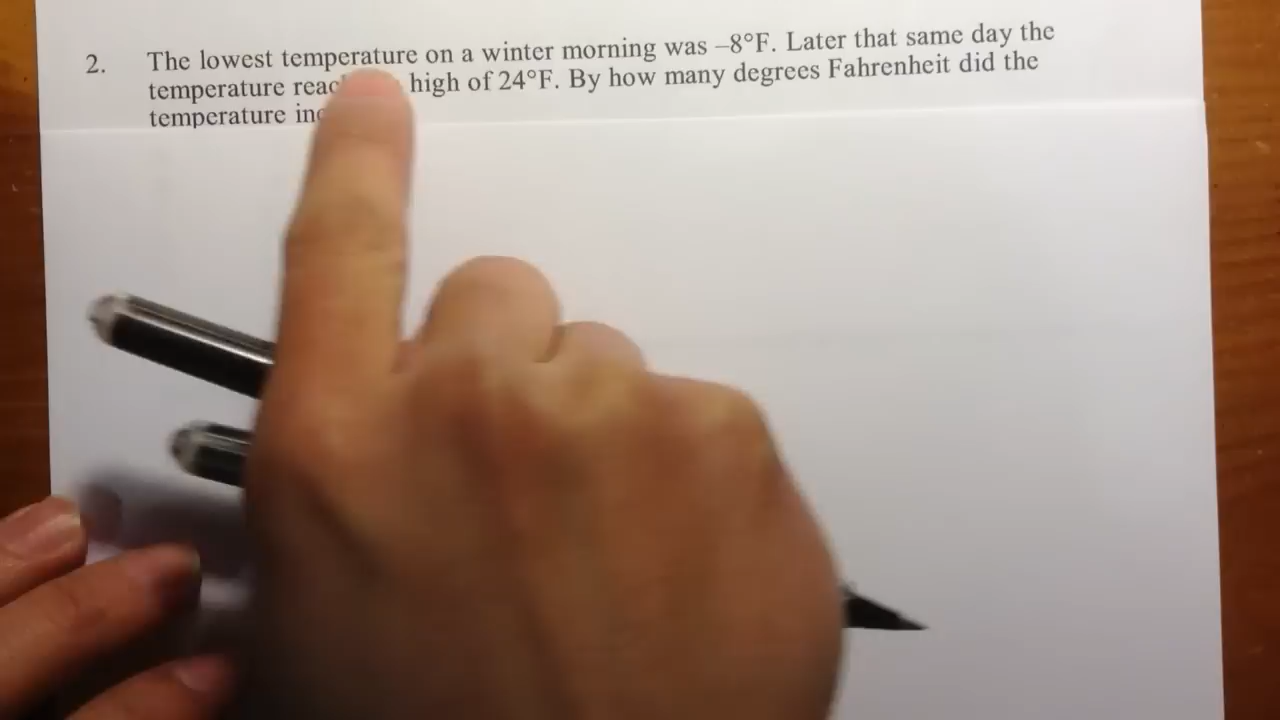 2. The lowest temperature on a winter morning was –8°F. Later that same day the
temperature high of 24°F. By how many degrees Fahrenheit did the
temperature